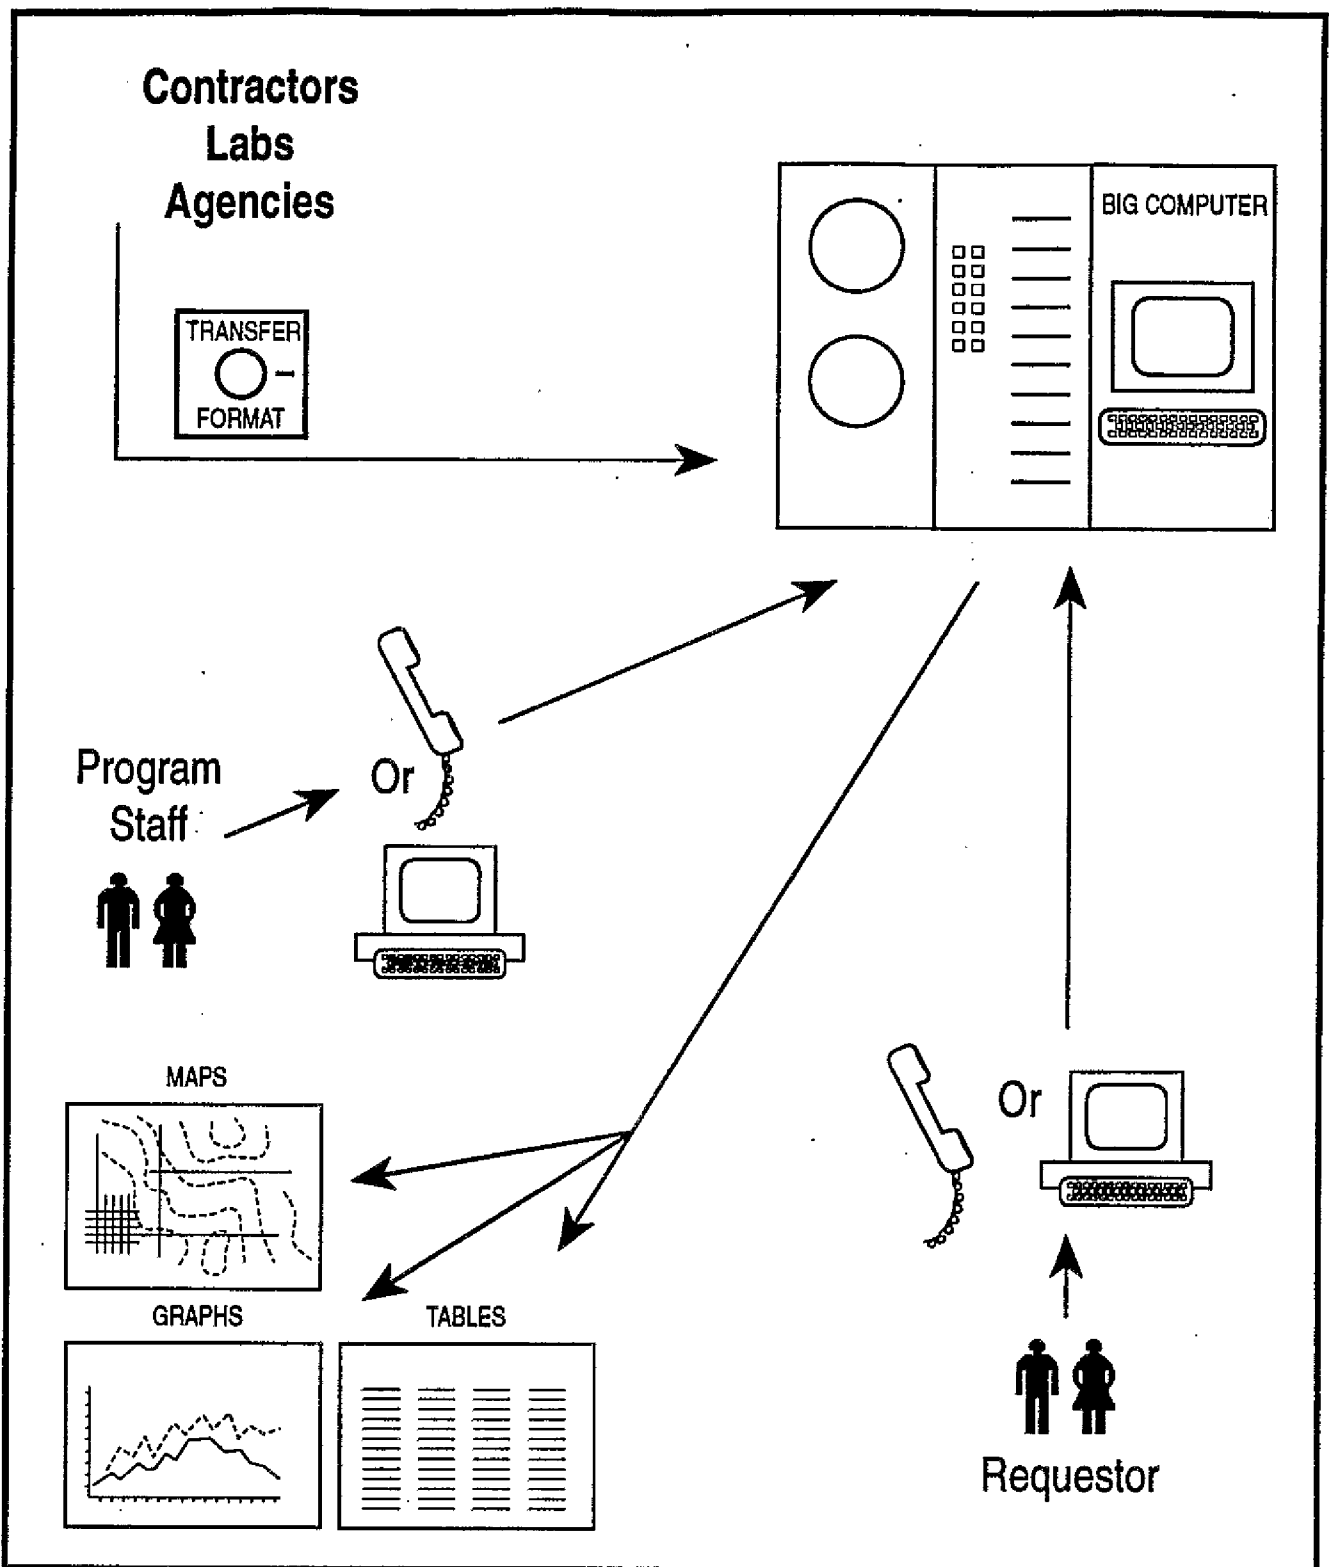 Contractors
Labs
Agencies
BIG COMPUTER
TRANSFER
FORMAT
Program
Staff
Or
MAPS
Or
GRAPHS
TABLES
Requestor